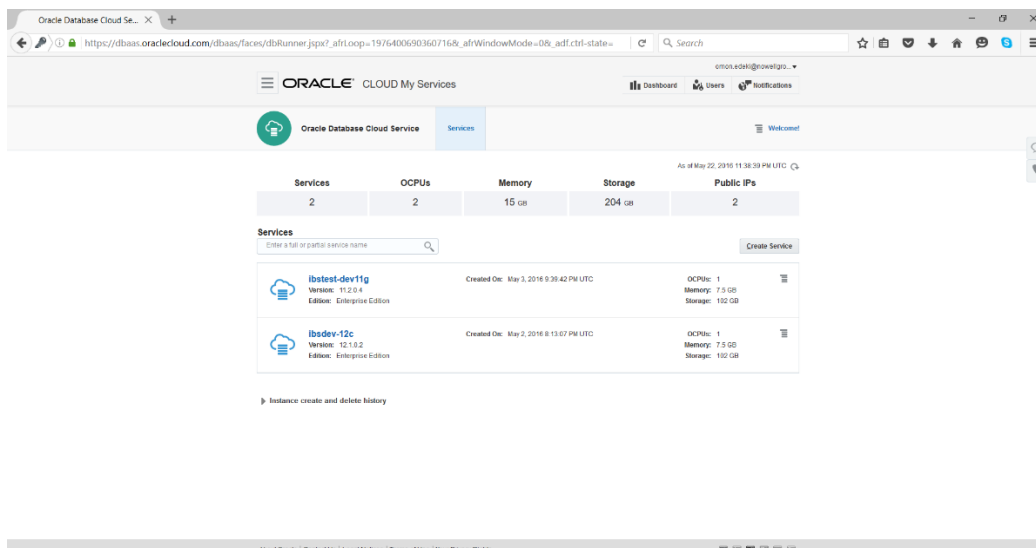 Oracle Database Cloud Se...
https://dbaas.oraclecloud.com/dbaas/faces/dbRunner.jspx?_afrLoop=1976400690360716&_afrWindowMode=0&_adf.ctrl-state=
Search
omon.edeki@nowellgro...
ORACLE CLOUD My Services
Dashboard Users Notifications
Oracle Database Cloud Service Services Welcome!
As of May 22, 2016 11:38:39 PM UTC
Services OCPUs Memory Storage Public IPs
2 2 15 GB 204 GB 2
Services
Enter a full or partial service name
Create Service
ibstest-dev11g Created On: May 3, 2016 9:39:42 PM UTC OCPUs: 1
Version: 11.2.0.4 Memory: 7.5 GB
Edition: Enterprise Edition Storage: 102 GB
ibsdev-12c Created On: May 2, 2016 8:13:07 PM UTC OCPUs: 1
Version: 12.1.0.2 Memory: 7.5 GB
Edition: Enterprise Edition Storage: 102 GB
Instance create and delete history